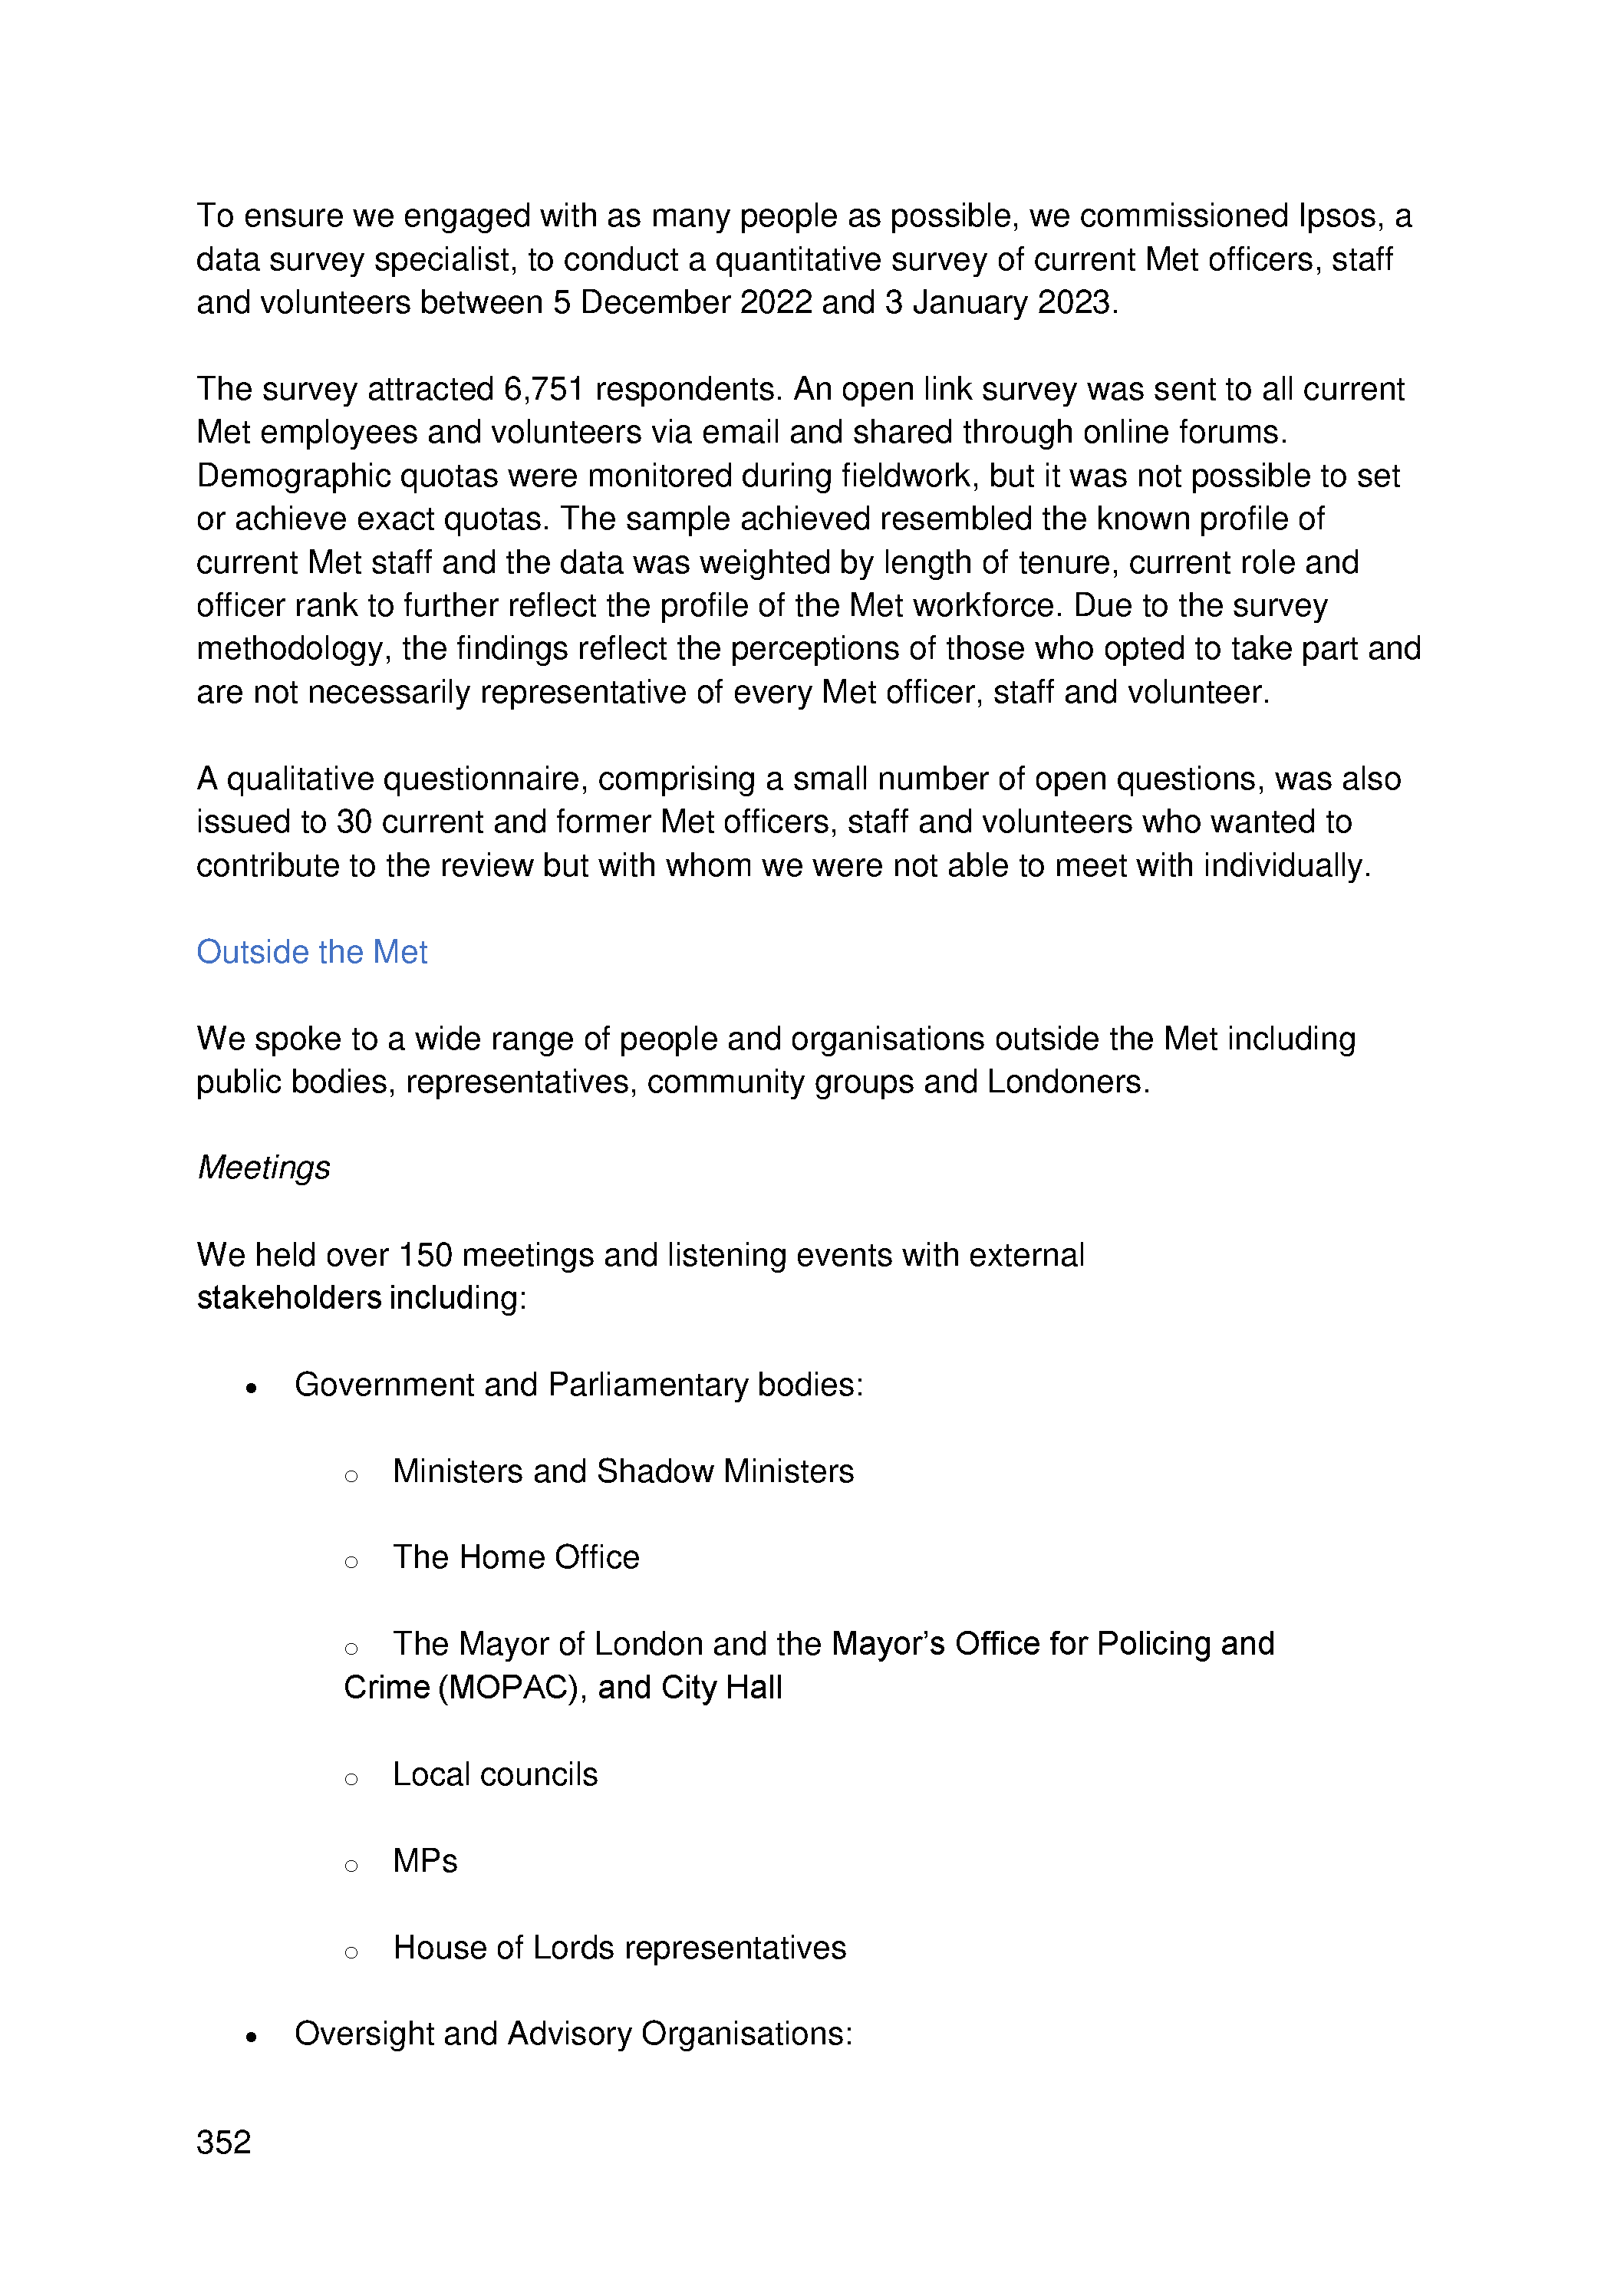 To ensure we engaged with as many people as possible, we commissioned Ipsos, a
data survey specialist, to conduct a quantitative survey of current Met officers, staff
and volunteers between 5 December 2022 and 3 January 2023.
The survey attracted 6,751 respondents. An open link survey was sent to all current
Met employees and volunteers via email and shared through online forums.
Demographic quotas were monitored during fieldwork, but it was not possible to set
or achieve exact quotas. The sample achieved resembled the known profile of
current Met staff and the data was weighted by length of tenure, current role and
officer rank to further reflect the profile of the Met workforce. Due to the survey
methodology, the findings reflect the perceptions of those who opted to take part and
are not necessarily representative of every Met officer, staff and volunteer.
A qualitative questionnaire, comprising a small number of open questions, was also
issued to 30 current and former Met officers, staff and volunteers who wanted to
contribute to the review but with whom we were not able to meet with individually.
Outside the Met
We spoke to a wide range of people and organisations outside the Met including
public bodies, representatives, community groups and Londoners.
Meetings
We held over 150 meetings and listening events with external
stakeholders including:
• Government and Parliamentary bodies:
○ Ministers and Shadow Ministers
○ The Home Office
○ The Mayor of London and the Mayor’s Office for Policing and
Crime (MOPAC), and City Hall
○ Local councils
○ MPs
○ House of Lords representatives
• Oversight and Advisory Organisations:
352